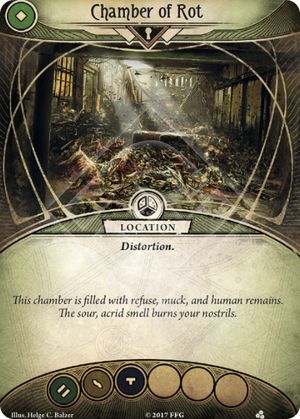 Chamber of Rot
LOCATION
Distortion.
This chamber is filled with refuse, muck, and human remains.
The sour, acrid smell burns your nostrils.
Illus. Helge C. Balzer
© 2017 FFG